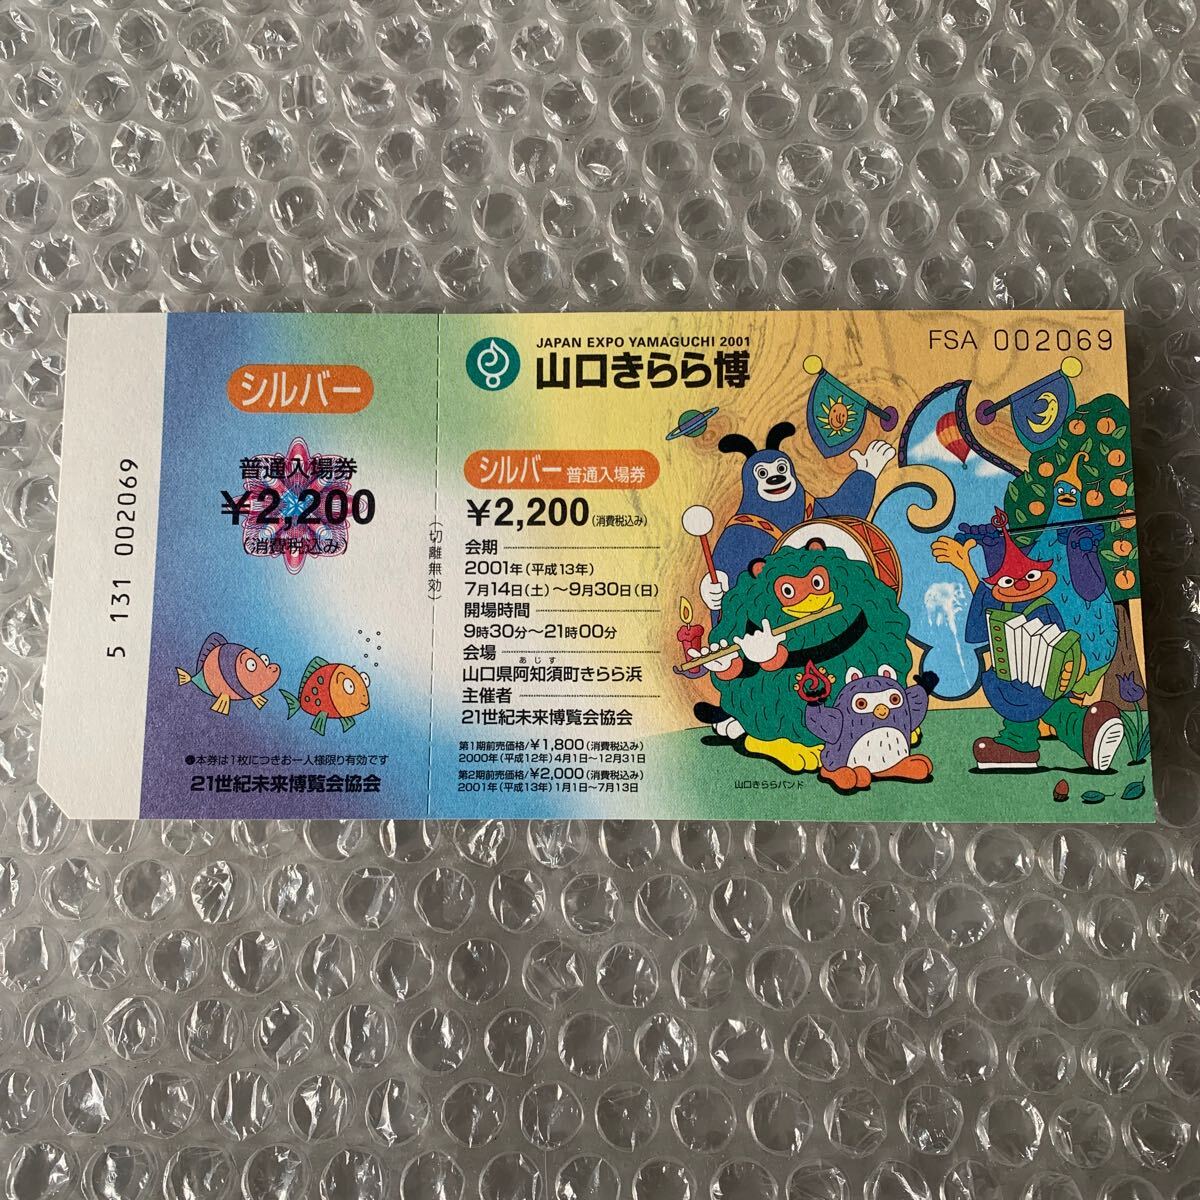 5 131 002069
シルバー
普通入場券
¥2,200
消費税込み
●本券は1枚につきお一人様限り有効です
21世紀未来博覧会協会
(切離無効)
JAPAN EXPO YAMAGUCHI 2001
山口きらら博
FSA 002069
シルバー 普通入場券
¥2,200(消費税込み)
会期
2001年(平成13年)
7月14日(土)〜9月30日(日)
開場時間
9時30分〜21時00分
会場
あじす
山口県阿知須町きらら浜
主催者
21世紀未来博覧会協会
第1期前売価格/¥1,800(消費税込み)
2000年(平成12年)4月1日〜12月31日
第2期前売価格/¥2,000(消費税込み)
2001年(平成13年)1月1日〜7月13日
山口きららバンド